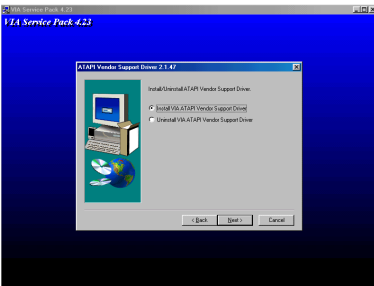 VIA Service Pack 4.23
VIA Service Pack 4.23
ATAPI Vendor Support Driver 2.1.47
Install/Uninstall ATAPI Vendor Support Driver.
Install VIA ATAPI Vendor Support Driver
Uninstall VIA ATAPI Vendor Support Driver
< Back
Next >
Cancel